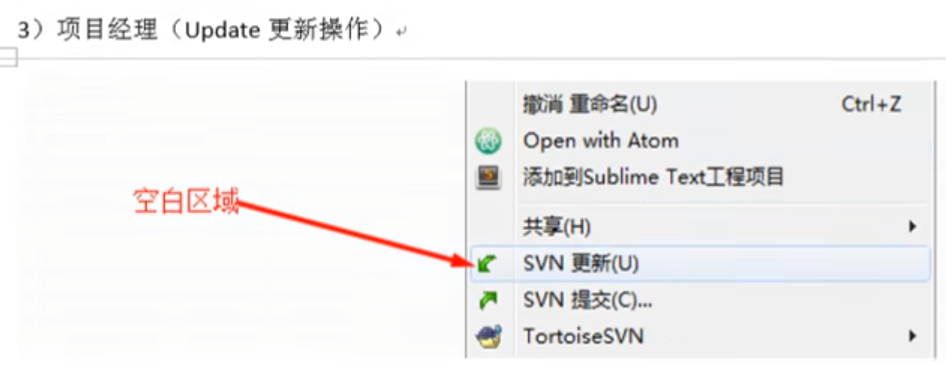 3）项目经理（Update 更新操作）
撤消 重命名(U) Ctrl+Z
Open with Atom
添加到Sublime Text工程项目
空白区域
共享(H)
SVN 更新(U)
SVN 提交(C)...
TortoiseSVN